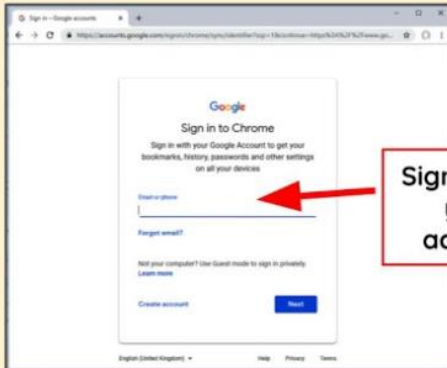 Sign in – Google accounts
Google
Sign in to Chrome
Sign in with your Google Account to get your
bookmarks, history, passwords and other settings
on all your devices
Email or phone
Forgot email?
Not your computer? Use Guest mode to sign in privately.
Learn more
Create account
Next
English (United Kingdom)
Help
Privacy
Terms